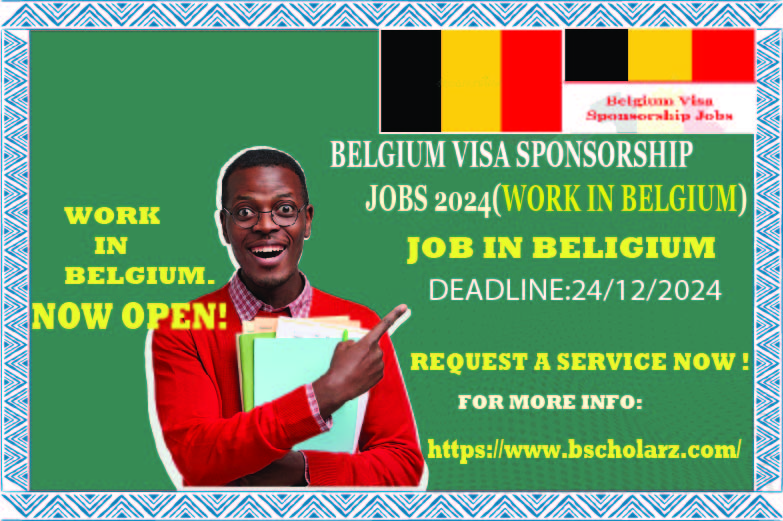 Belgium Visa
Sponsorship Jobs
BELGIUM VISA SPONSORSHIP
JOBS 2024(WORK IN BELGIUM)
JOB IN BELIGIUM
DEADLINE:24/12/2024
WORK
IN
BELGIUM.
NOW OPEN!
REQUEST A SERVICE NOW !
FOR MORE INFO:
https://www.bscholarz.com/